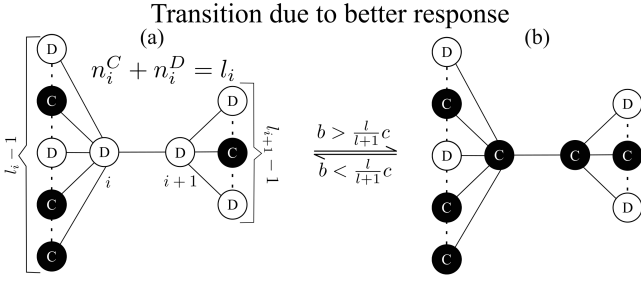 Transition due to better response
(a)
(b)
n_i^C + n_i^D = l_i
l_i − 1
D
C
D
C
C
D
i
D
i + 1
D
C
D
l_{i+1} − 1
b > \frac{l}{l+1} c
b < \frac{l}{l+1} c
D
C
D
C
C
C
C
D
C
D